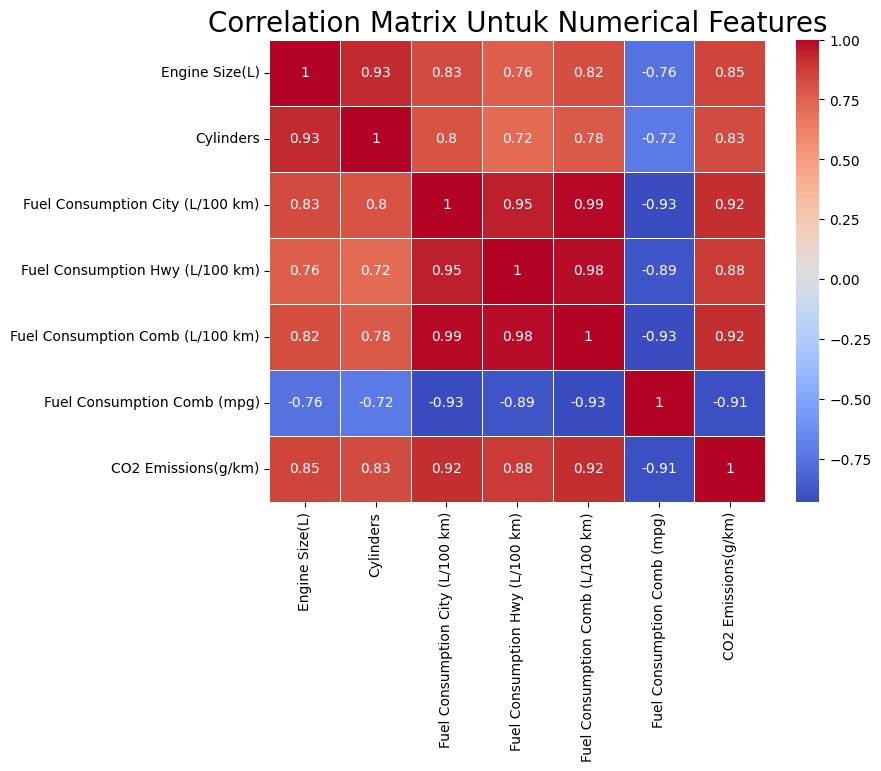 Correlation Matrix Untuk Numerical Features
Engine Size(L) 1 0.93 0.83 0.76 0.82 -0.76 0.85
Cylinders 0.93 1 0.8 0.72 0.78 -0.72 0.83
Fuel Consumption City (L/100 km) 0.83 0.8 1 0.95 0.99 -0.93 0.92
Fuel Consumption Hwy (L/100 km) 0.76 0.72 0.95 1 0.98 -0.89 0.88
Fuel Consumption Comb (L/100 km) 0.82 0.78 0.99 0.98 1 -0.93 0.92
Fuel Consumption Comb (mpg) -0.76 -0.72 -0.93 -0.89 -0.93 1 -0.91
CO2 Emissions(g/km) 0.85 0.83 0.92 0.88 0.92 -0.91 1
Engine Size(L)
Cylinders
Fuel Consumption City (L/100 km)
Fuel Consumption Hwy (L/100 km)
Fuel Consumption Comb (L/100 km)
Fuel Consumption Comb (mpg)
CO2 Emissions(g/km)
1.00
0.75
0.50
0.25
0.00
-0.25
-0.50
-0.75